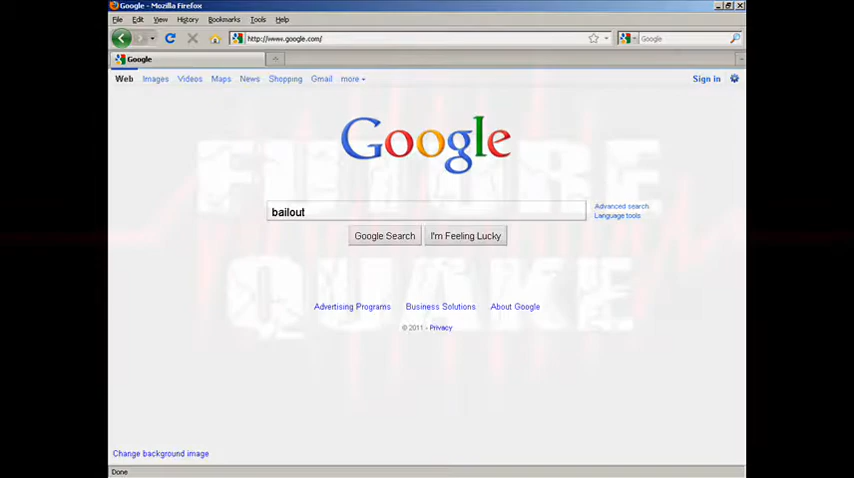 Google - Mozilla Firefox
File Edit View History Bookmarks Tools Help
http://www.google.com/ Google
Google
Web Images Videos Maps News Shopping Gmail more Sign in
Google
bailout
Advanced search
Language tools
Google Search I'm Feeling Lucky
Advertising Programs Business Solutions About Google
© 2011 - Privacy
FUTURE
QUAKE
Change background image
Done